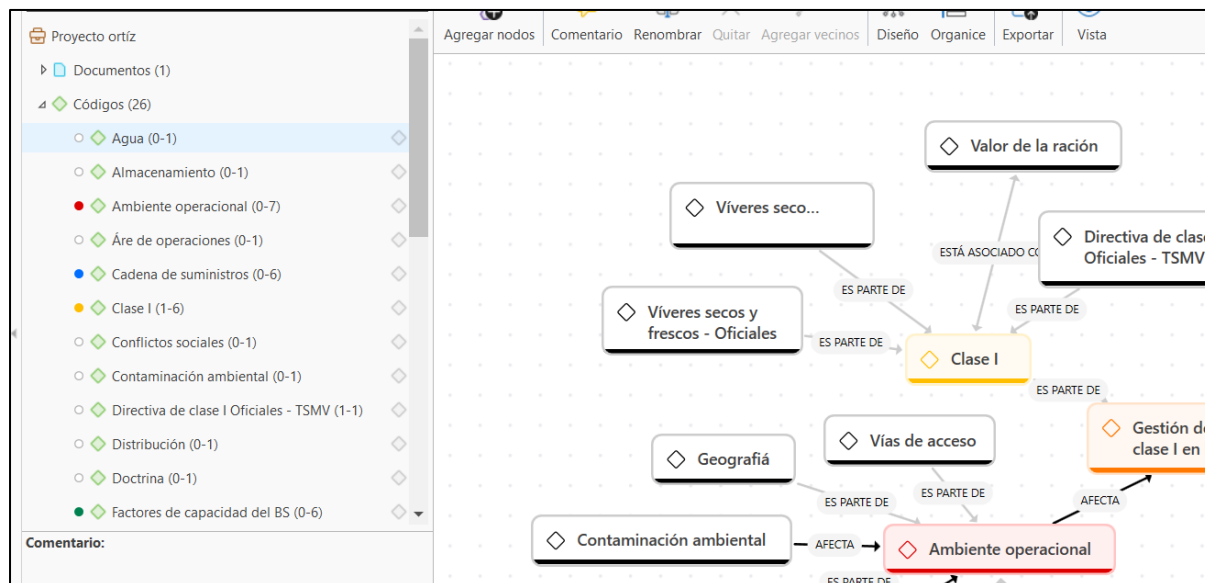 Proyecto ortíz
Documentos (1)
Códigos (26)
Agua (0-1)
Almacenamiento (0-1)
Ambiente operacional (0-7)
Áre de operaciones (0-1)
Cadena de suministros (0-6)
Clase I (1-6)
Conflictos sociales (0-1)
Contaminación ambiental (0-1)
Directiva de clase I Oficiales - TSMV (1-1)
Distribución (0-1)
Doctrina (0-1)
Factores de capacidad del BS (0-6)
Comentario:
Agregar nodos Comentario Renombrar Quitar Agregar vecinos Diseño Organice Exportar Vista
Valor de la ración
Víveres seco...
ESTÁ ASOCIADO CO
Directiva de clase
Oficiales - TSMV
ES PARTE DE
ES PARTE DE
Víveres secos y
frescos - Oficiales
ES PARTE DE
Clase I
ES PARTE DE
Gestión de
clase I en
Vías de acceso
Geografiá
ES PARTE DE
ES PARTE DE
AFECTA
Contaminación ambiental
AFECTA
Ambiente operacional
ES PARTE DE